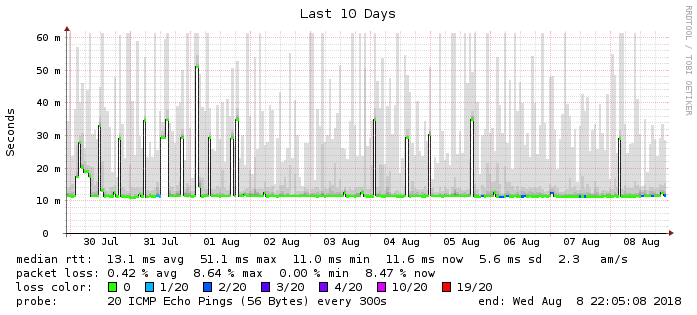 Last 10 Days
RRDTOOL / TOBI OETIKER
Seconds
60 m
50 m
40 m
30 m
20 m
10 m
0
30 Jul 31 Jul 01 Aug 02 Aug 03 Aug 04 Aug 05 Aug 06 Aug 07 Aug 08 Aug
median rtt: 13.1 ms avg 51.1 ms max 11.0 ms min 11.6 ms now 5.6 ms sd 2.3 am/s
packet loss: 0.42 % avg 8.64 % max 0.00 % min 8.47 % now
loss color: 0 1/20 2/20 3/20 4/20 10/20 19/20
probe: 20 ICMP Echo Pings (56 Bytes) every 300s end: Wed Aug 8 22:05:08 2018